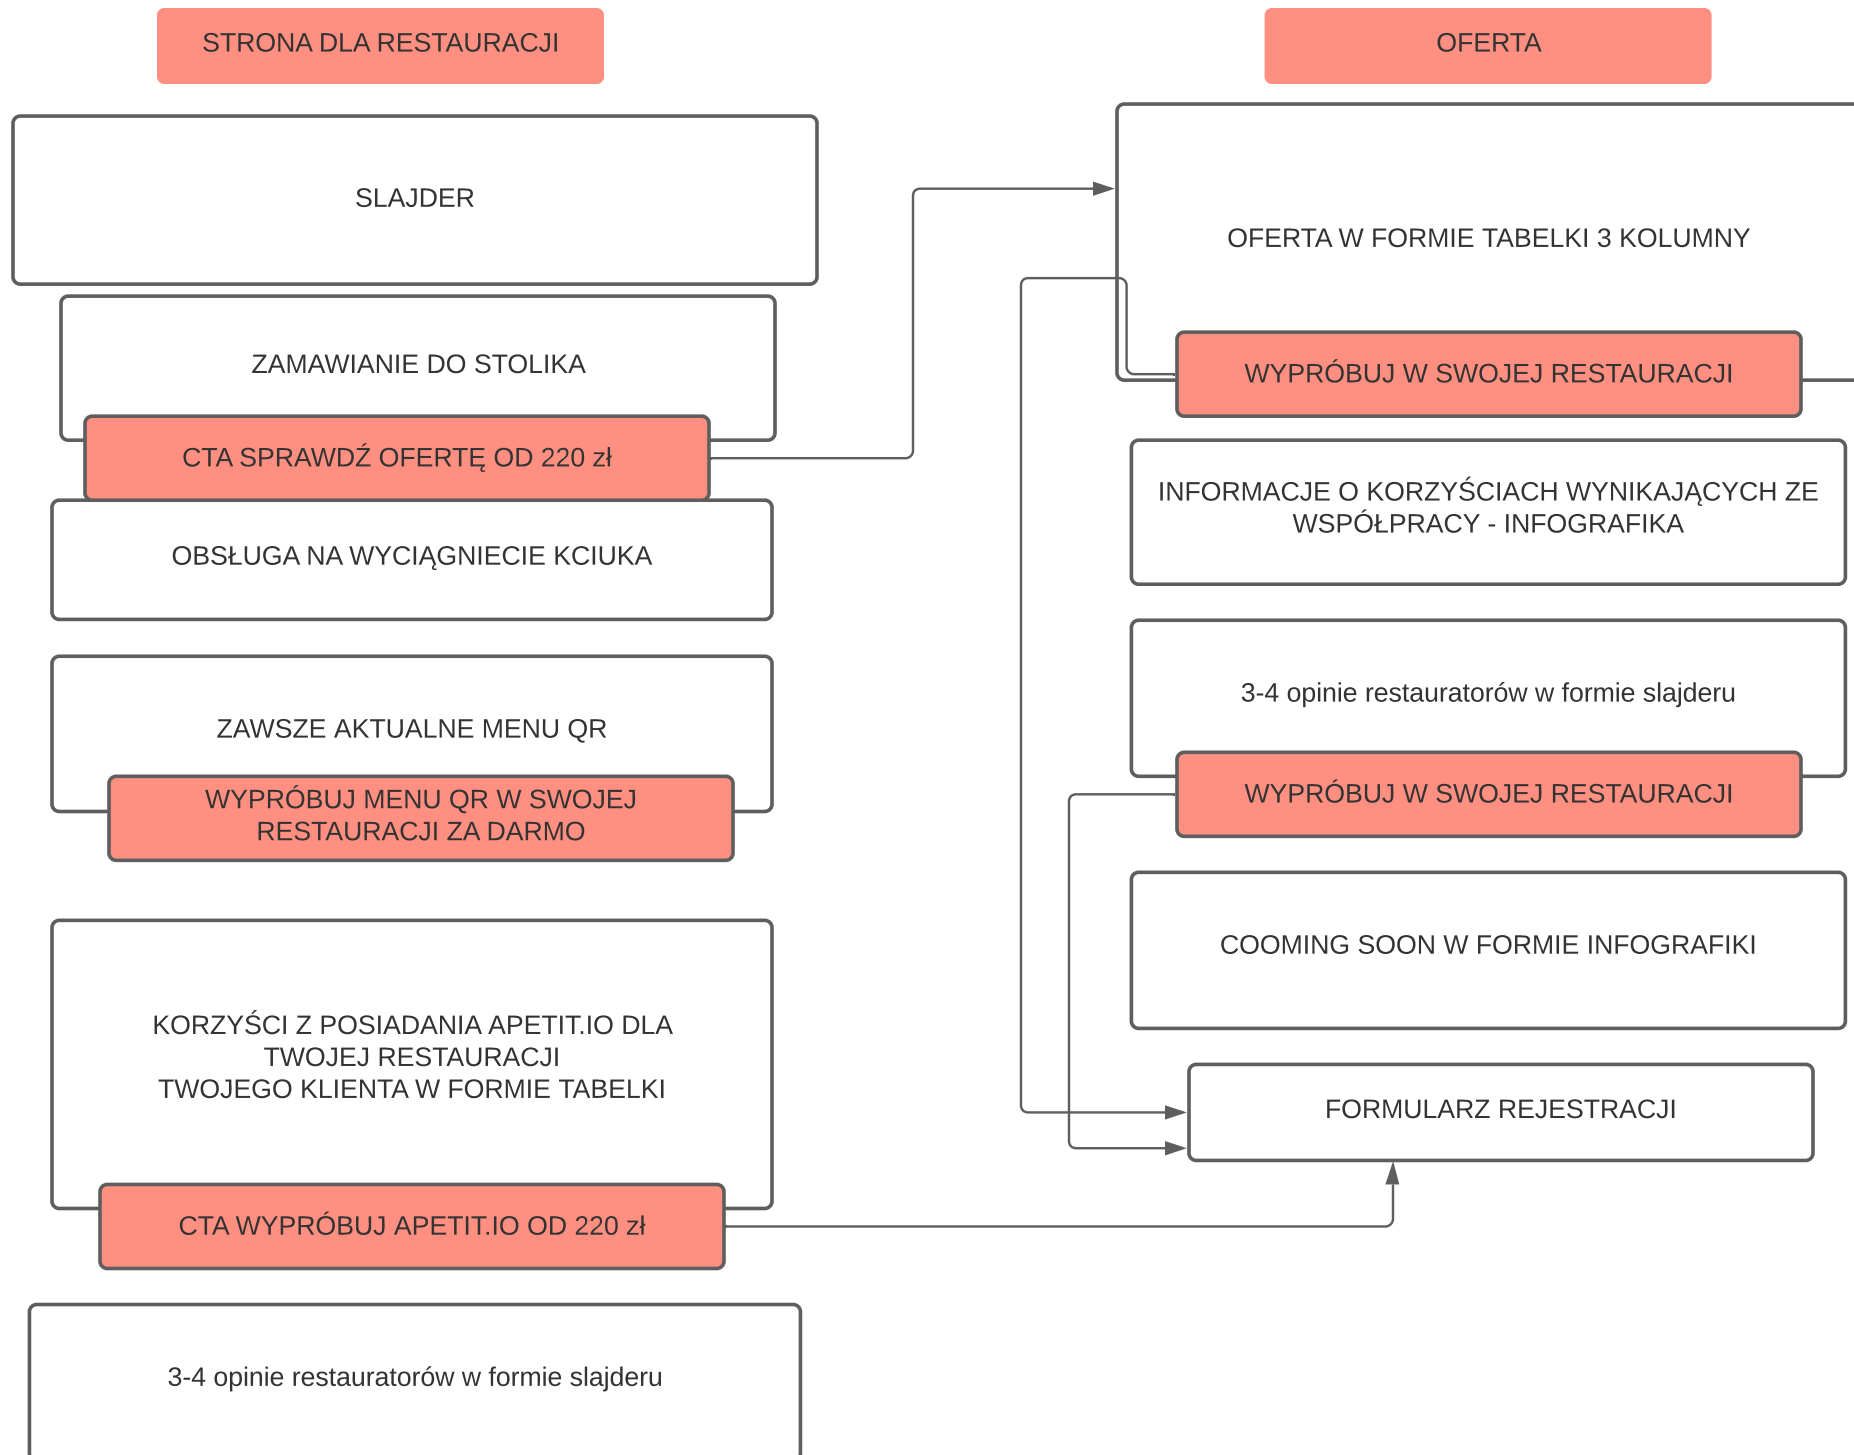 STRONA DLA RESTAURACJI
SLAJDER
ZAMAWIANIE DO STOLIKA
CTA SPRAWDŹ OFERTĘ OD 220 zł
OBSŁUGA NA WYCIĄGNIECIE KCIUKA
ZAWSZE AKTUALNE MENU QR
WYPRÓBUJ MENU QR W SWOJEJ
RESTAURACJI ZA DARMO
KORZYŚCI Z POSIADANIA APETIT.IO DLA
TWOJEJ RESTAURACJI
TWOJEGO KLIENTA W FORMIE TABELKI
CTA WYPRÓBUJ APETIT.IO OD 220 zł
3-4 opinie restauratorów w formie slajderu
OFERTA
OFERTA W FORMIE TABELKI 3 KOLUMNY
WYPRÓBUJ W SWOJEJ RESTAURACJI
INFORMACJE O KORZYŚCIACH WYNIKAJĄCYCH ZE
WSPÓŁPRACY - INFOGRAFIKA
3-4 opinie restauratorów w formie slajderu
WYPRÓBUJ W SWOJEJ RESTAURACJI
COOMING SOON W FORMIE INFOGRAFIKI
FORMULARZ REJESTRACJI